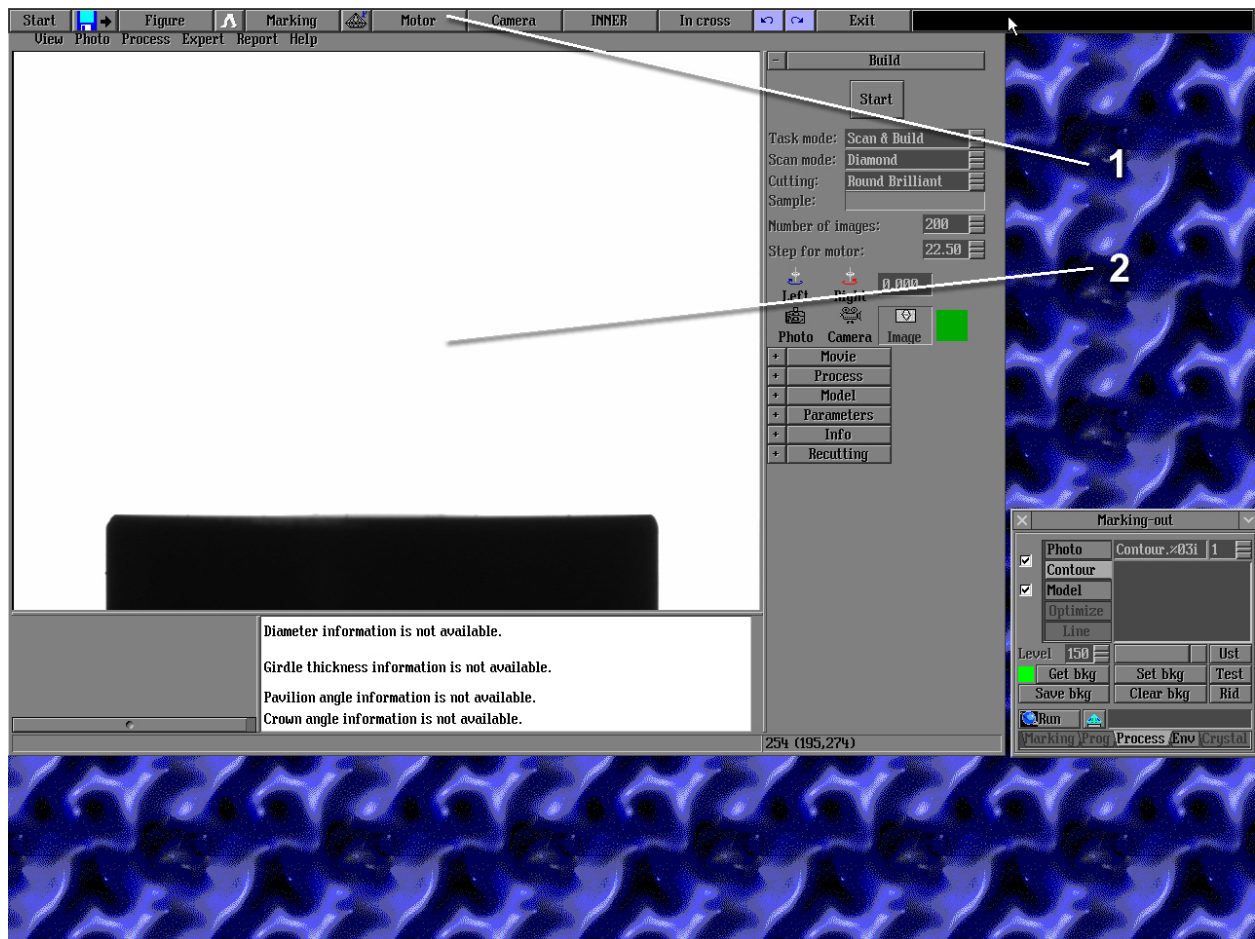 Start Figure Marking Motor Camera INNER In cross Exit
View Photo Process Expert Report Help
- Build
Start
Task mode: Scan & Build
Scan mode: Diamond
Cutting: Round Brilliant
Sample:
Number of images: 200
Step for motor: 22.50
Left Right 0.000
Photo Camera Image
+ Movie
+ Process
+ Model
+ Parameters
+ Info
+ Recutting
1
2
Marking-out
Photo Contour.%03i 1
Contour
Model
Optimize
Line
Level 150 Ust
Get bkg Set bkg Test
Save bkg Clear bkg Rid
Run
Marking Prog Process Env Crystal
Diameter information is not available.
Girdle thickness information is not available.
Pavilion angle information is not available.
Crown angle information is not available.
254 (195,274)